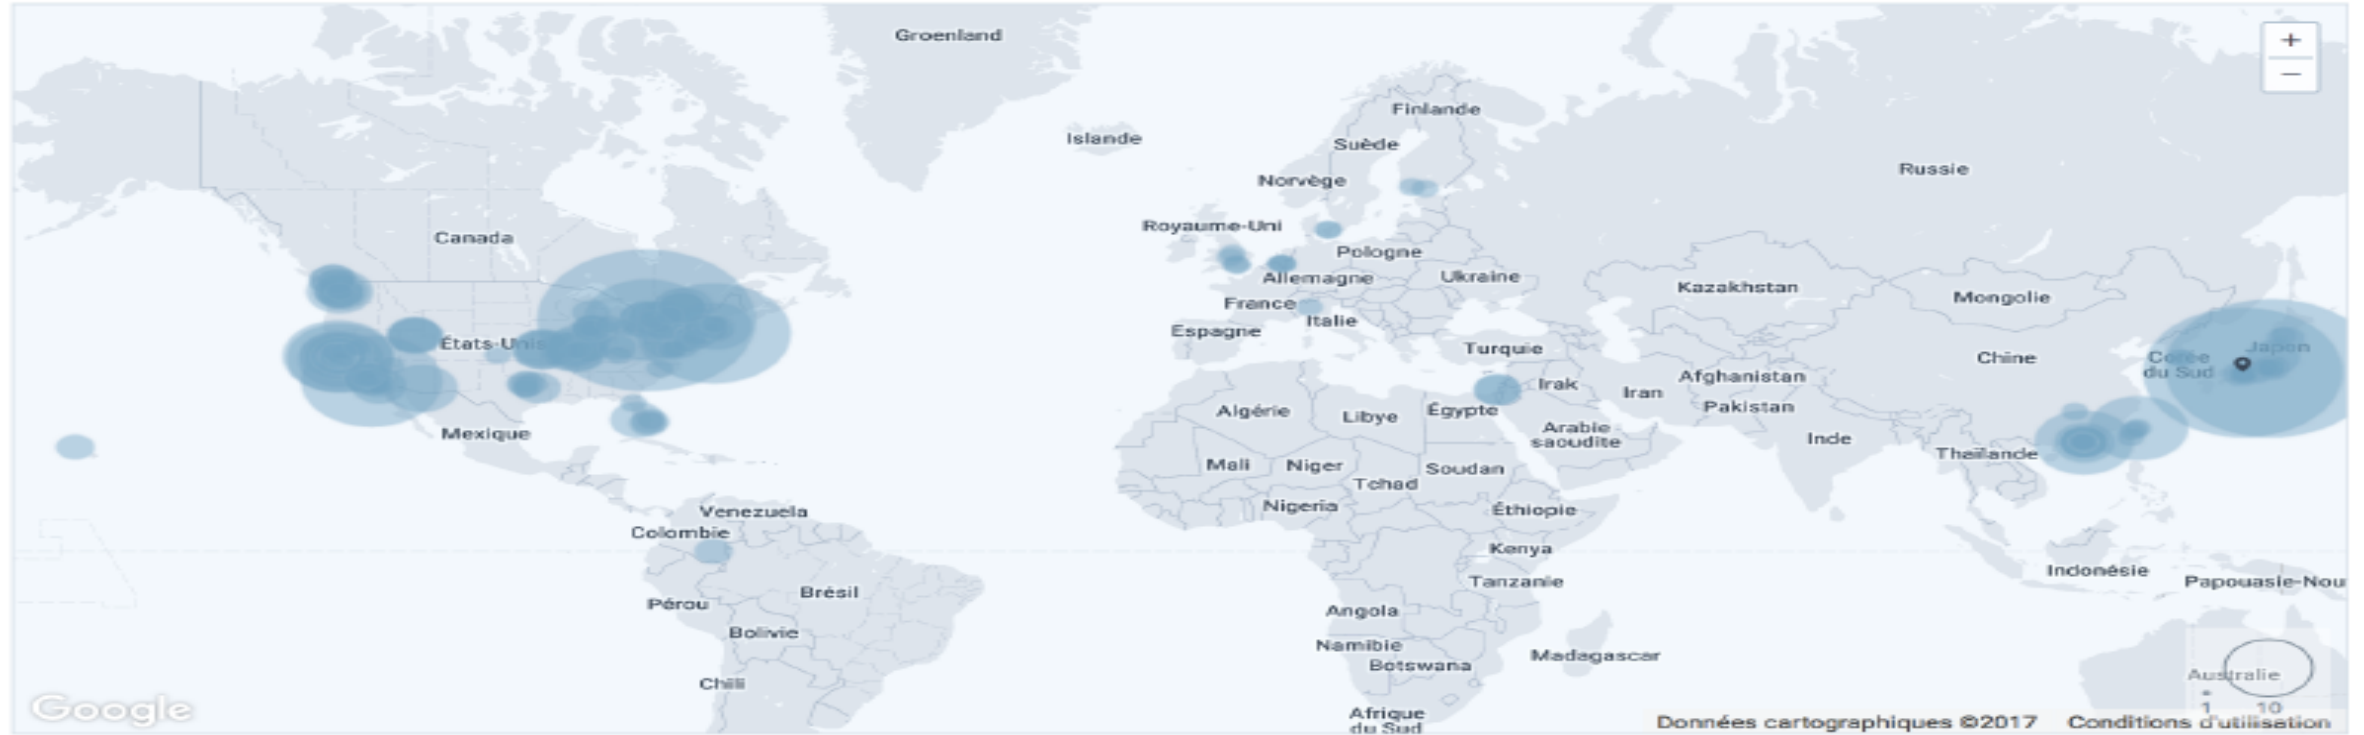 Groenland
+
−
Finlande
Islande
Suède
Russie
Norvège
Royaume-Uni
Canada
Pologne
Allemagne
Ukraine
Kazakhstan
Mongolie
France
Italie
Espagne
États-Unis
Turquie
Chine
Corée
du Sud
Japon
Afghanistan
Irak
Iran
Pakistan
Algérie
Libye
Égypte
Mexique
Arabie
saoudite
Inde
Thaïlande
Mali
Niger
Soudan
Tchad
Venezuela
Nigeria
Éthiopie
Colombie
Kenya
Indonésie
Tanzanie
Papouasie-Nou
Brésil
Pérou
Angola
Bolivie
Namibie
Botswana
Madagascar
Australie
Chili
Google
1
10
Afrique
du Sud
Données cartographiques ©2017 Conditions d'utilisation